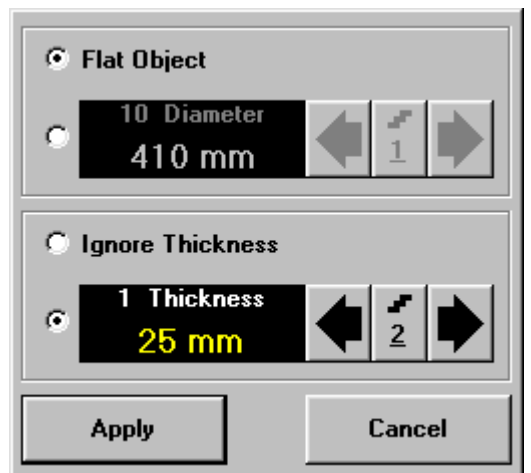 Flat Object
10 Diameter
410 mm
1
Ignore Thickness
1 Thickness
25 mm
2
Apply
Cancel